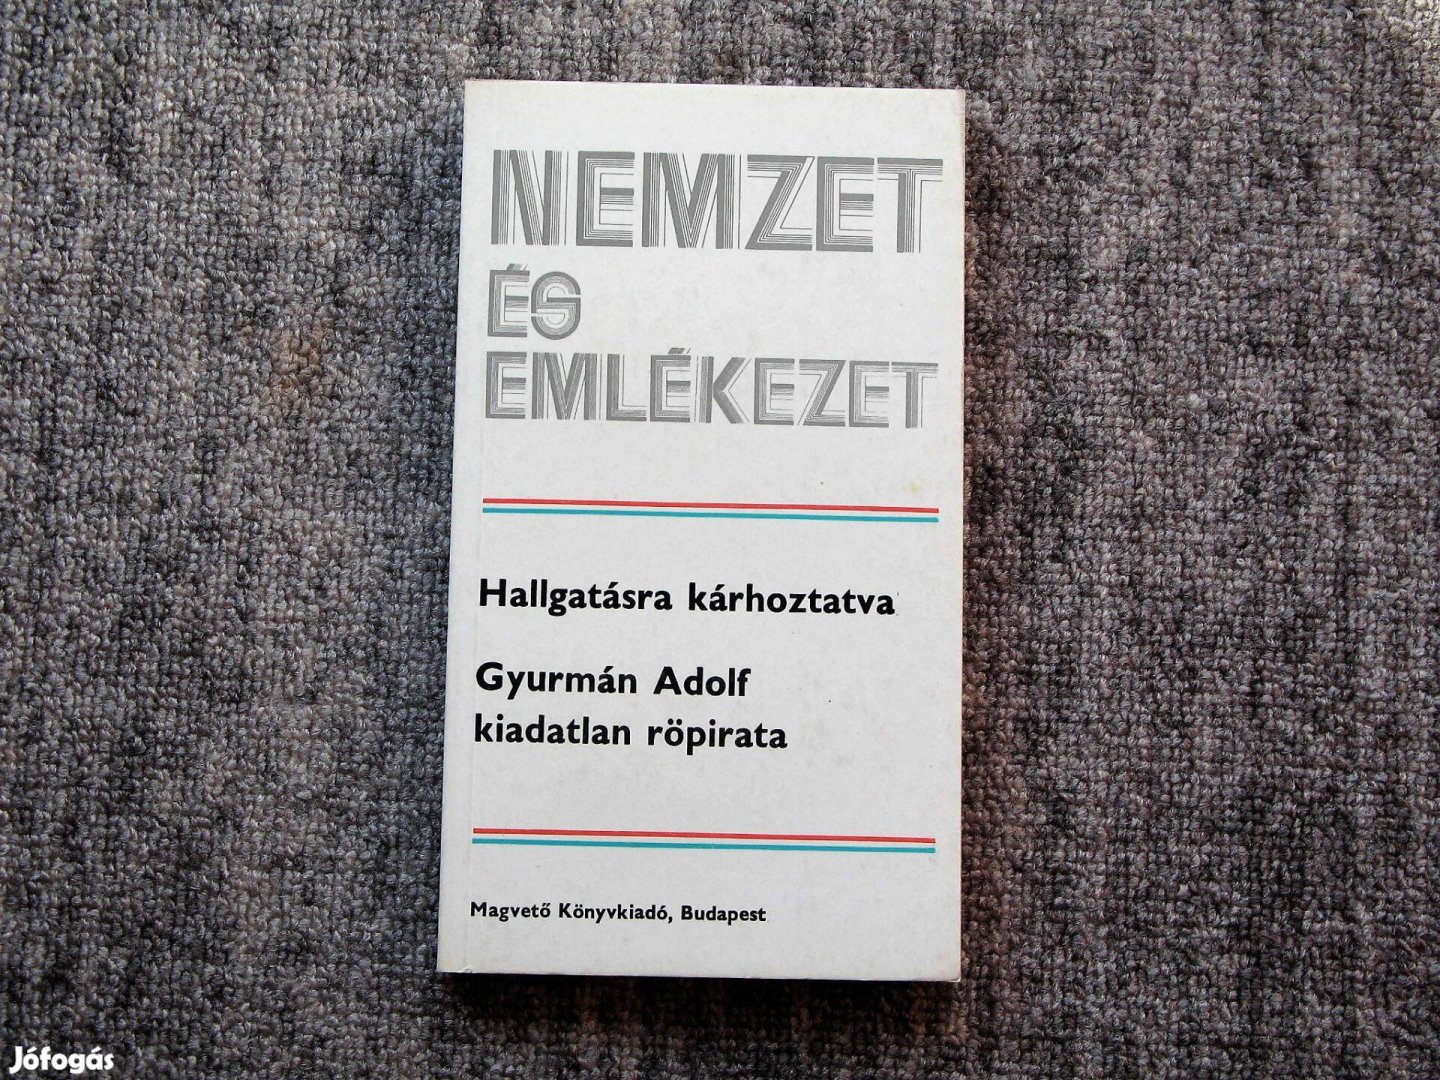 NEMZET
ÉS
EMLÉKEZET
Hallgatásra kárhoztatva
Gyurmán Adolf
kiadatlan röpirata
Magvető Könyvkiadó, Budapest
Jófogás